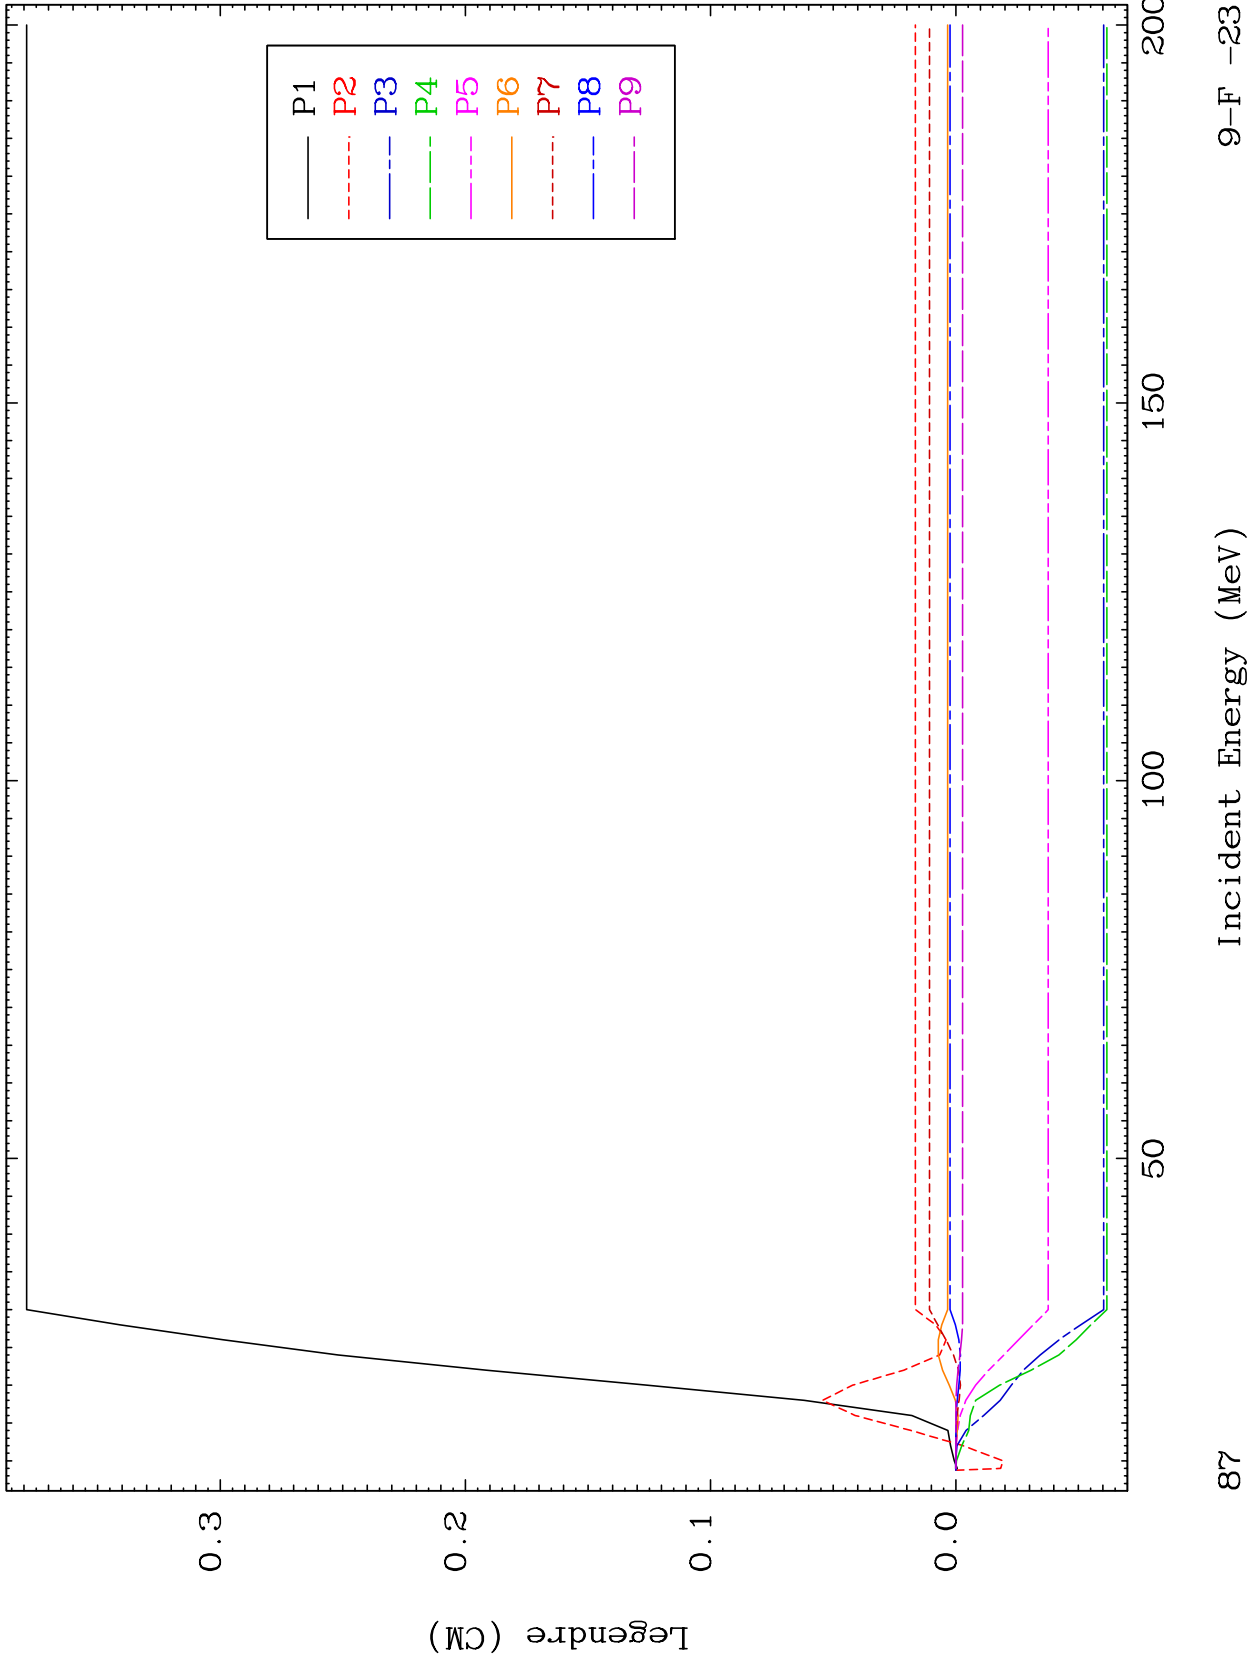 P1
P2
P3
P4
P5
P6
P7
P8
P9
Legendre (CM)
0.3
0.2
0.1
0.0
50
100
150
200
Incident Energy (MeV)
87
9-F -23